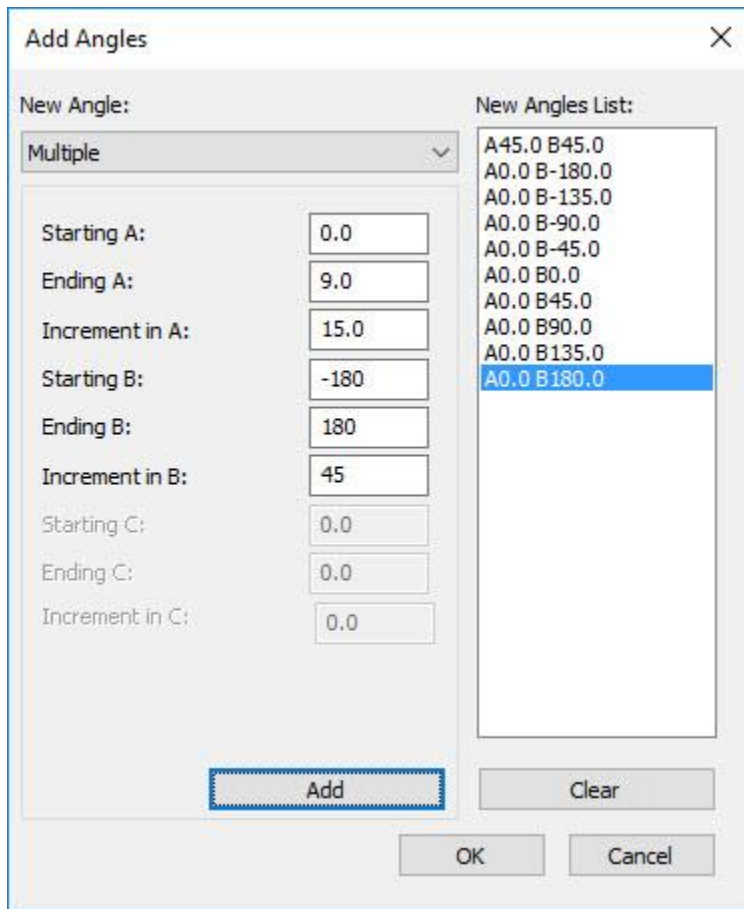 Add Angles
New Angle:
Multiple
Starting A: 0.0
Ending A: 9.0
Increment in A: 15.0
Starting B: -180
Ending B: 180
Increment in B: 45
Starting C: 0.0
Ending C: 0.0
Increment in C: 0.0
Add
New Angles List:
A45.0 B45.0
A0.0 B-180.0
A0.0 B-135.0
A0.0 B-90.0
A0.0 B-45.0
A0.0 B0.0
A0.0 B45.0
A0.0 B90.0
A0.0 B135.0
A0.0 B180.0
Clear
OK Cancel